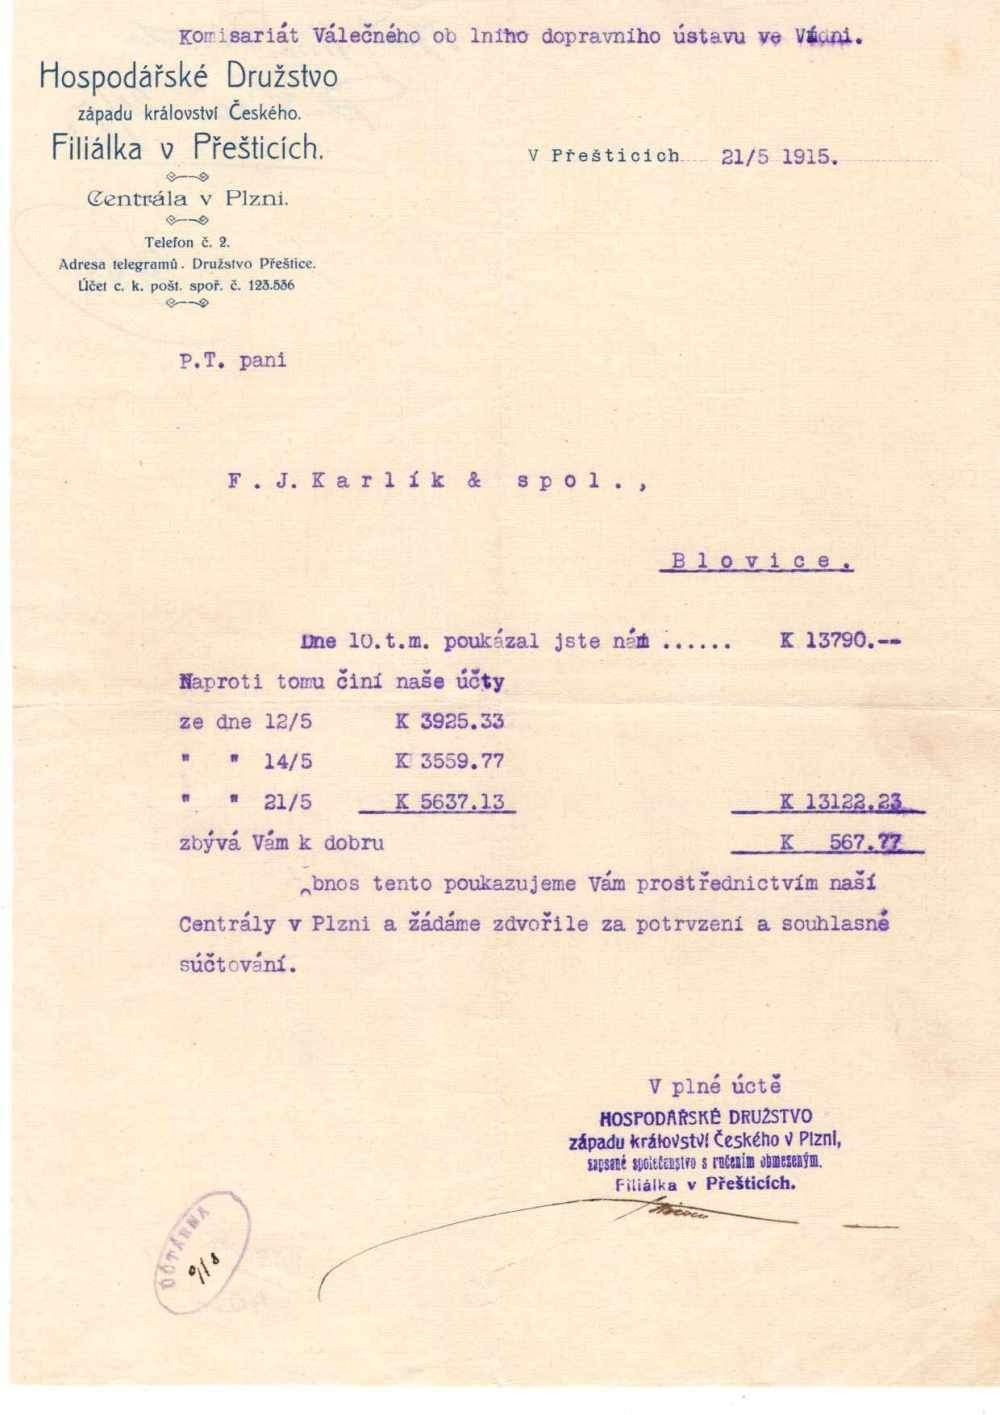 Komisariát Válečného ob lního dopravního ústavu ve Vídni.
Hospodářské Družstvo
západu království Českého.
Filiálka v Přešticích.
Centrála v Plzni.
Telefon č. 2.
Adresa telegramů. Družstvo Přeštice.
Účet c. k. pošt. spoř. č. 123.536
V Přešticích 21/5 1915.
P.T. pani
F.J.Karlík & spol.,
Blovice.
Dne 10.t.m. poukázal jste nám ...... K 13790.--
Naproti tomu činí naše účty
ze dne 12/5 K 3925.33
" " 14/5 K 3559.77
" " 21/5 K 5637.13 K 13122.23
zbývá Vám k dobru K 567.77
bnos tento poukazujeme Vám prostřednictvím naší
Centrály v Plzni a žádáme zdvořile za potrvzení a souhlasné
súčtování.
V plné úctě
HOSPODÁŘSKÉ DRUŽSTVO
západu království Českého v Plzni,
zapsané společenstvo s ručením obmezeným.
Filiálka v Přešticích.
ÚČTÁRNA